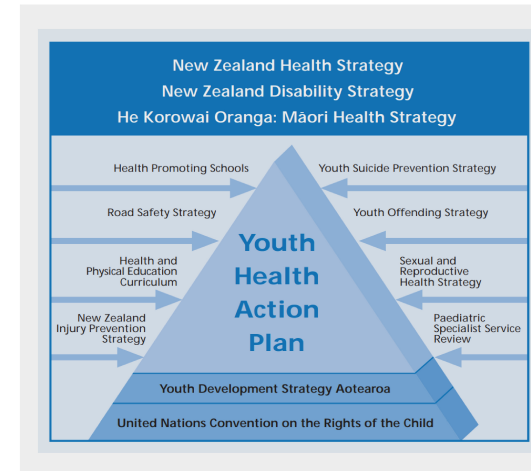 New Zealand Health Strategy
New Zealand Disability Strategy
He Korowai Oranga: Māori Health Strategy
Health Promoting Schools
Youth Suicide Prevention Strategy
Road Safety Strategy
Youth Offending Strategy
Youth
Health
Action
Plan
Health and
Physical Education
Curriculum
Sexual and
Reproductive
Health Strategy
New Zealand
Injury Prevention
Strategy
Paediatric
Specialist Service
Review
Youth Development Strategy Aotearoa
United Nations Convention on the Rights of the Child